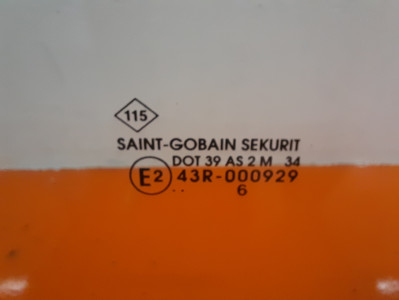 115
SAINT-GOBAIN SEKURIT
DOT 39 AS 2 M 34
E2 43R-000929
.. 6